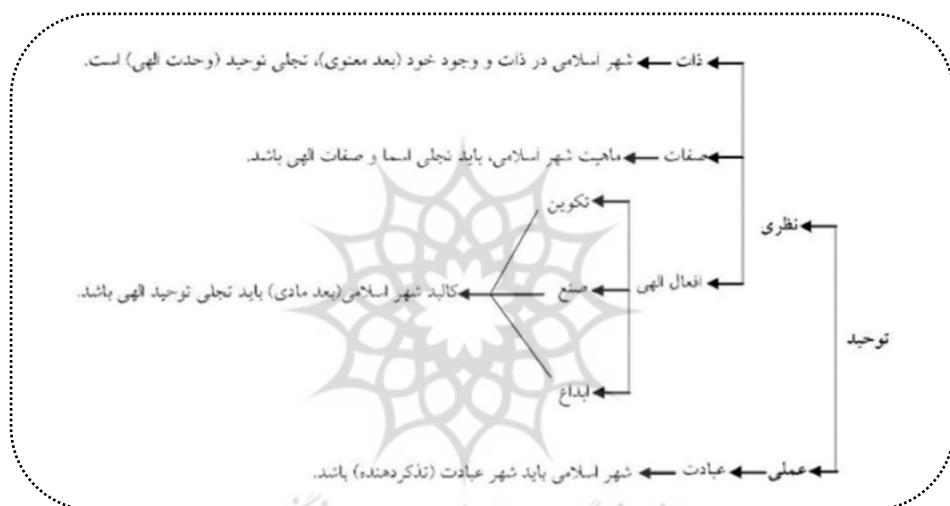 ذات
شهر اسلامی در ذات و وجود خود (بعد معنوی)، تجلی توحید (وحدت الهی) است.
صفات
ماهیت شهر اسلامی، باید تجلی اسما و صفات الهی باشد.
تکوین
نظری
افعال الهی
صنع
کالبد شهر اسلامی(بعد مادی) باید تجلی توحید الهی باشد.
توحید
ابداع
عملی
عبادت
شهر اسلامی باید شهر عبادت (تذکردهنده) باشد.